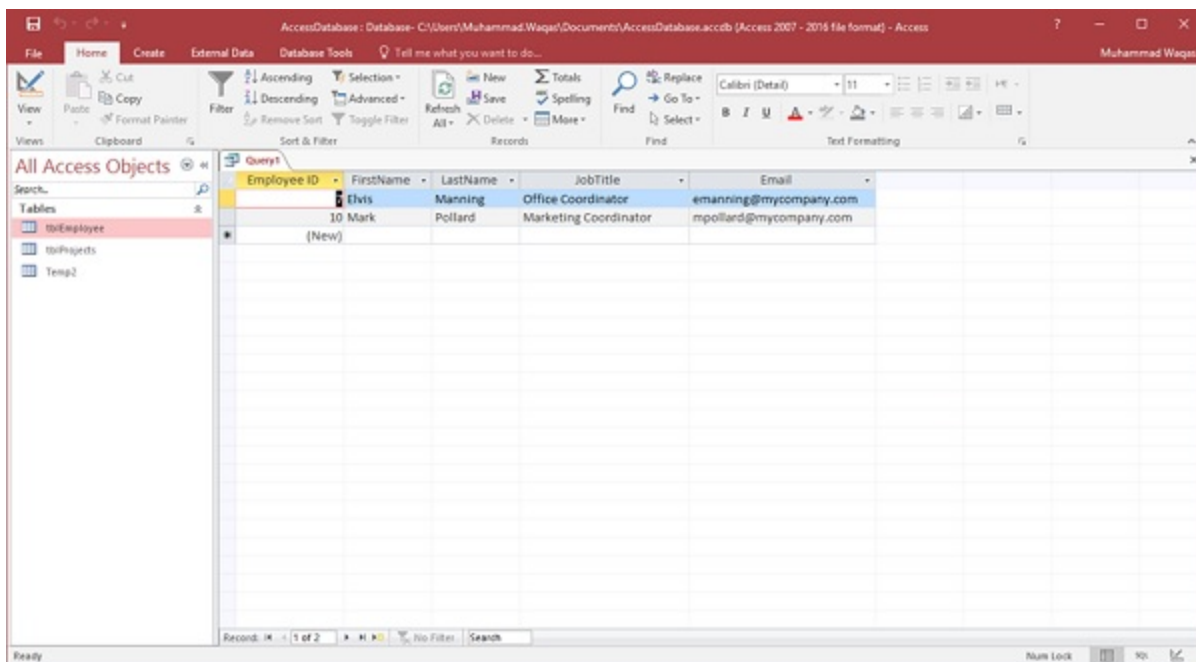 AccessDatabase : Database- C:\Users\Muhammad.Waqas\Documents\AccessDatabase.accdb (Access 2007 - 2016 file format) - Access
File Home Create External Data Database Tools Tell me what you want to do... Muhammad Waqas
View
Views
Paste
Cut
Copy
Format Painter
Clipboard
Filter
Ascending
Descending
Remove Sort
Selection
Advanced
Toggle Filter
Sort & Filter
Refresh All
New
Save
Delete
Totals
Spelling
More
Records
Find
Replace
Go To
Select
Find
Calibri (Detail) 11
B I U A
Text Formatting
All Access Objects
Search...
Tables
tblEmployee
tblProjects
Temp2
Query1
Employee ID FirstName LastName JobTitle Email
Elvis Manning Office Coordinator emanning@mycompany.com
10 Mark Pollard Marketing Coordinator mpollard@mycompany.com
(New)
Record: 1 of 2 No Filter Search
Ready Num Lock SQL